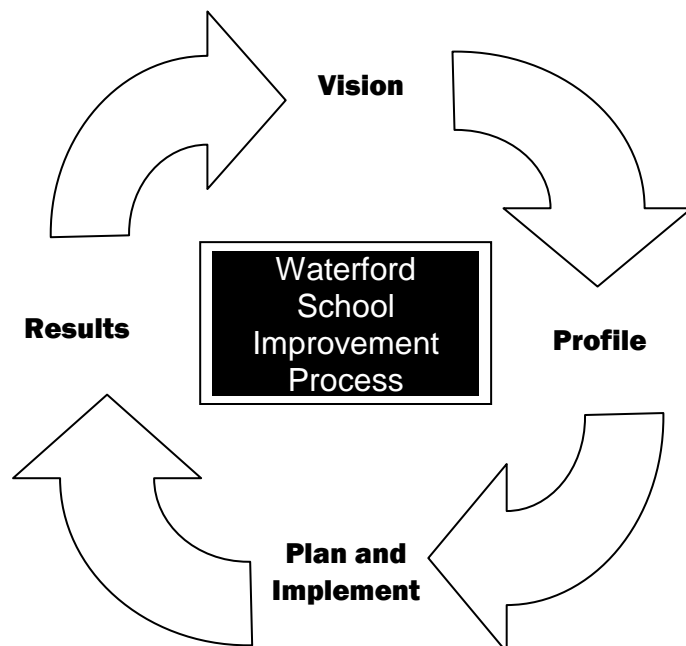 Vision
Waterford
School
Improvement
Process
Results
Profile
Plan and
Implement